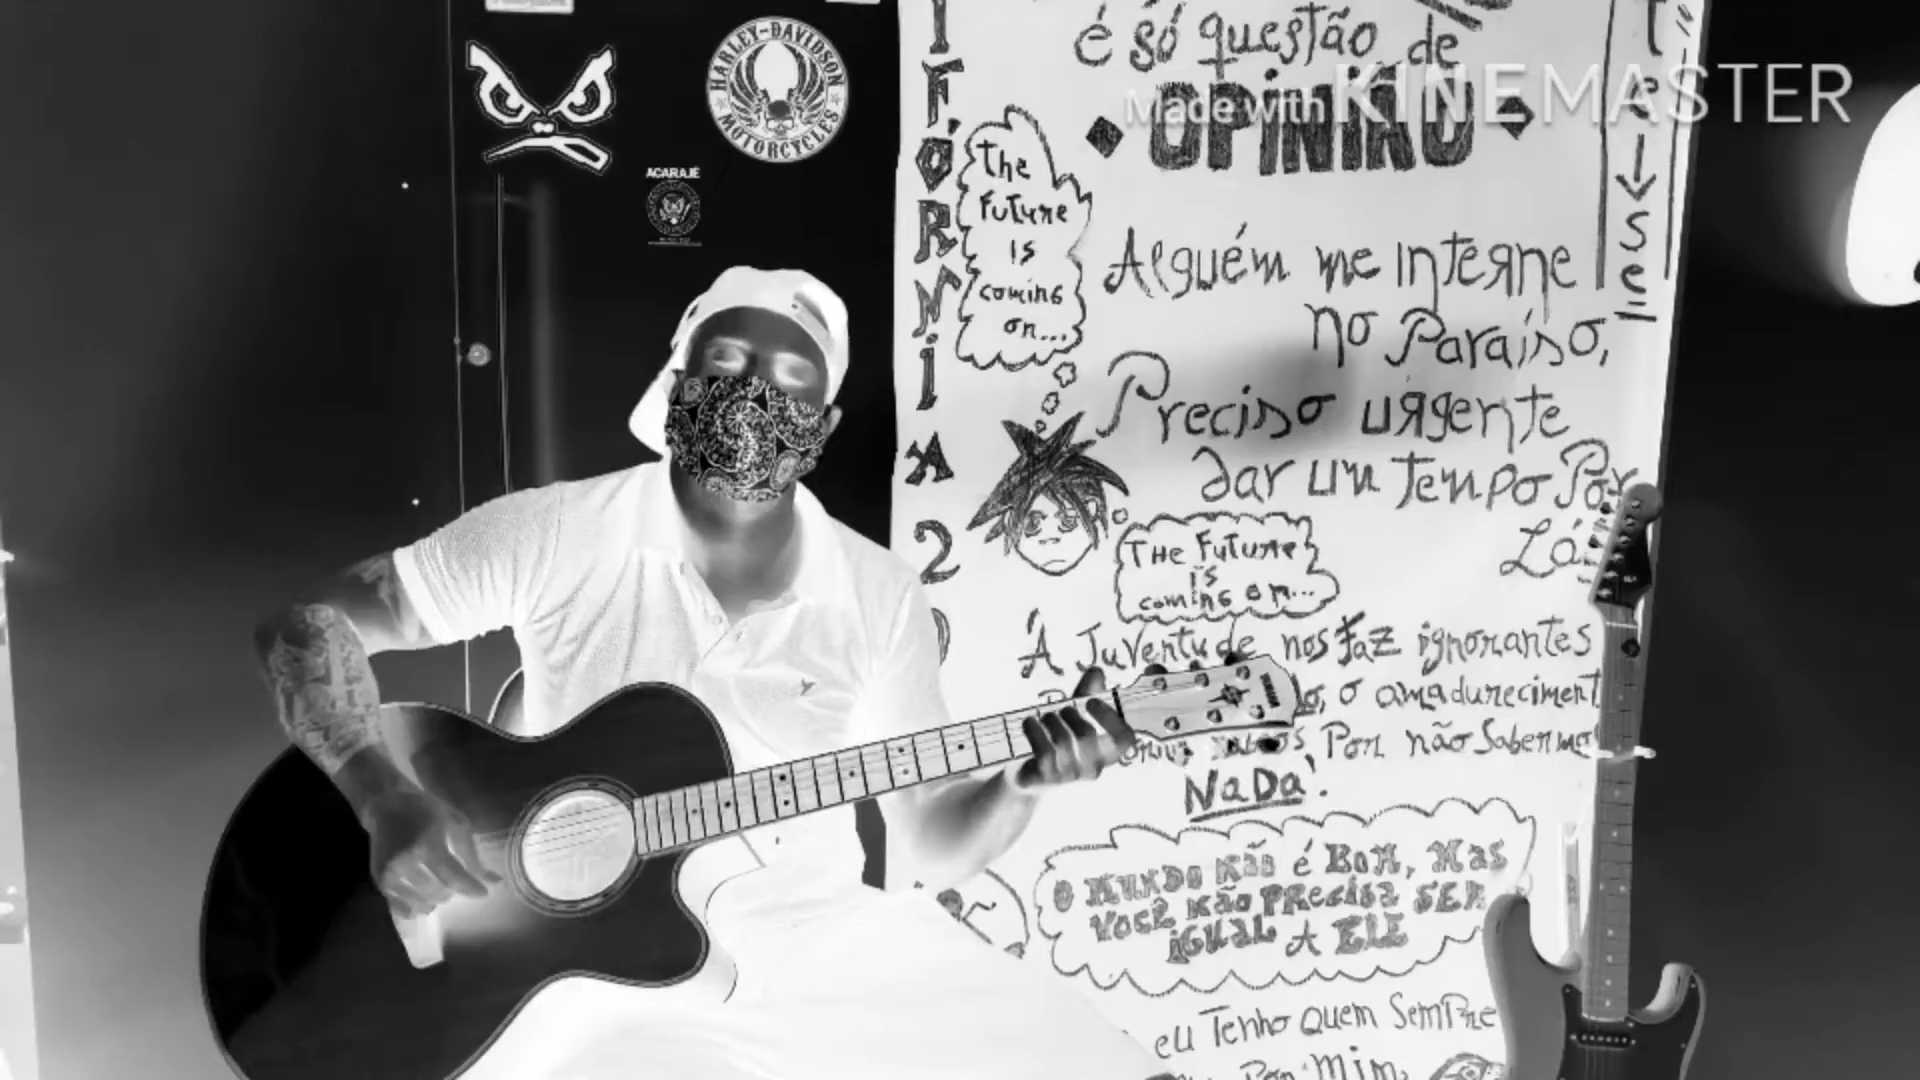 HARLEY-DAVIDSON
MOTORCYCLES
ACARAJÉ
Made with KINEMASTER
é só questão de
OPINIÃO
The
Future
is
coming
on...
Alguém me interne
no Paraíso,
Preciso urgente
dar um tempo Por
Lá
THE Future
is
coming on...
A Juventude nos faz ignorantes
o amadureciment
Por não Sabermos
NaDa!
O MUNDO NÃO é BOM, MAS
VOCÊ NÃO PRECISA SER
iGUAL A ELE
eu Tenho Quem SemPre
Por Mim,